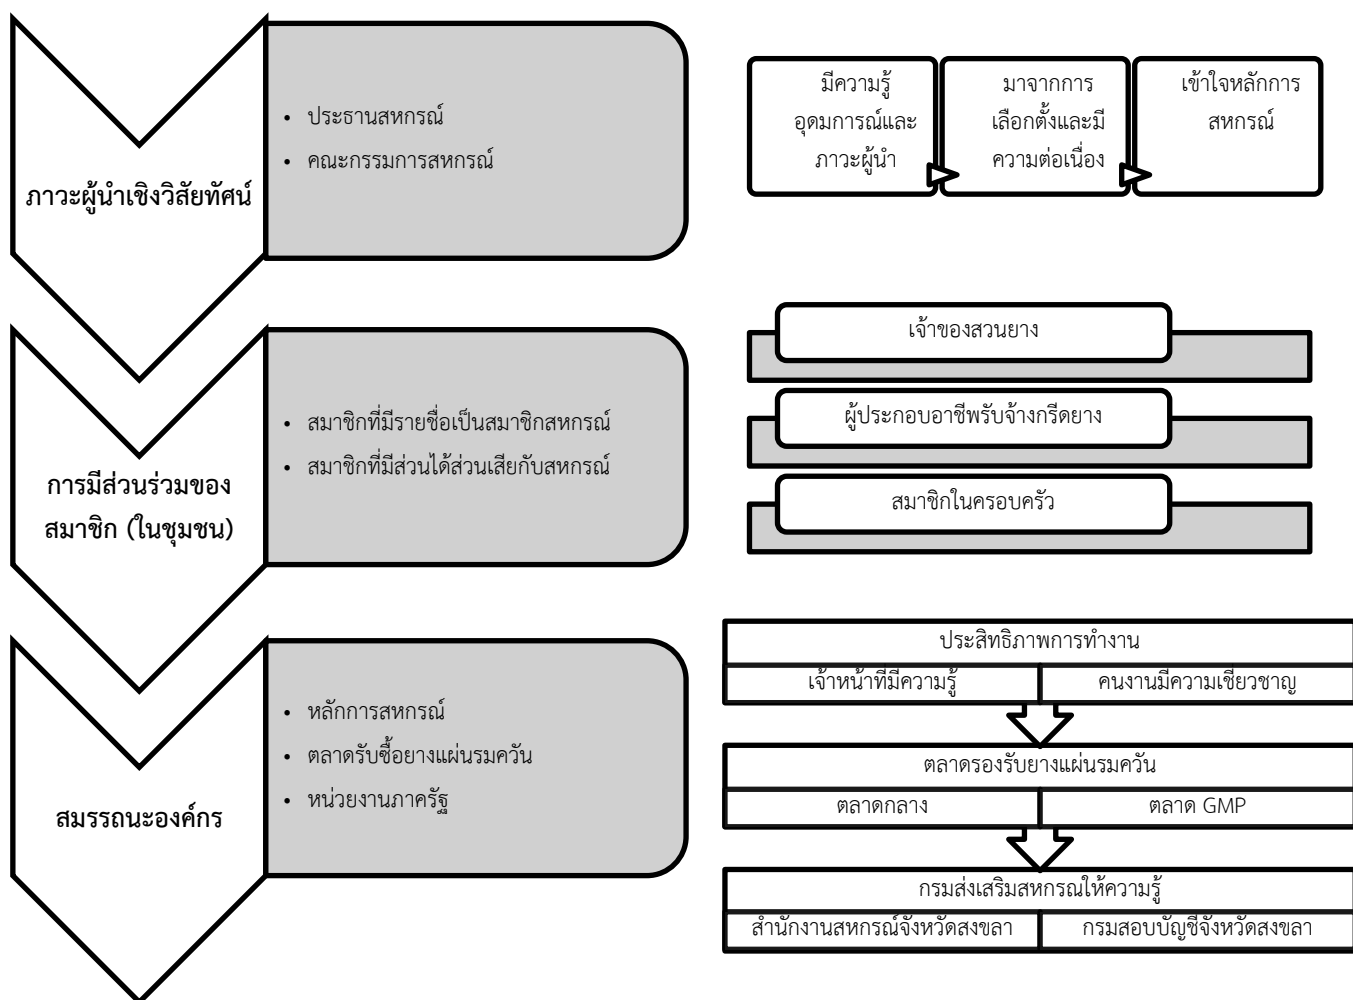 ภาวะผู้นำเชิงวิสัยทัศน์
• ประธานสหกรณ์
• คณะกรรมการสหกรณ์
มีความรู้
อุดมการณ์และ
ภาวะผู้นำ
มาจากการ
เลือกตั้งและมี
ความต่อเนื่อง
เข้าใจหลักการ
สหกรณ์
การมีส่วนร่วมของ
สมาชิก (ในชุมชน)
• สมาชิกที่มีรายชื่อเป็นสมาชิกสหกรณ์
• สมาชิกที่มีส่วนได้ส่วนเสียกับสหกรณ์
เจ้าของสวนยาง
ผู้ประกอบอาชีพรับจ้างกรีดยาง
สมาชิกในครอบครัว
สมรรถนะองค์กร
• หลักการสหกรณ์
• ตลาดรับซื้อยางแผ่นรมควัน
• หน่วยงานภาครัฐ
ประสิทธิภาพการทำงาน
เจ้าหน้าที่มีความรู้
คนงานมีความเชียวชาญ
ตลาดรองรับยางแผ่นรมควัน
ตลาดกลาง
ตลาด GMP
กรมส่งเสริมสหกรณให้ความรู้
สำนักงานสหกรณ์จังหวัดสงขลา
กรมสอบบัญชีจังหวัดสงขลา